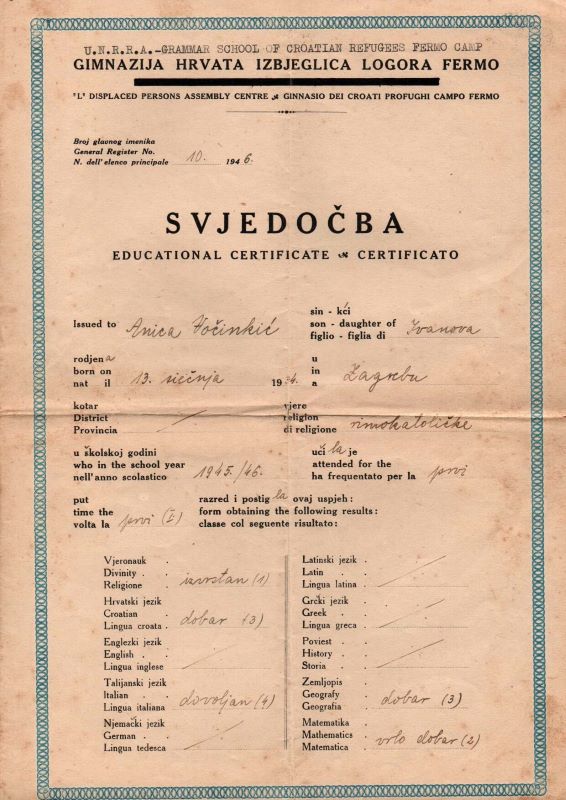 U.N.R.R.A.-GRAMMAR SCHOOL OF CROATIAN REFUGEES FERMO CAMP
GIMNAZIJA HRVATA IZBJEGLICA LOGORA FERMO
"L" DISPLACED PERSONS ASSEMBLY CENTRE GINNASIO DEI CROATI PROFUGHI CAMPO FERMO
Broj glavnog imenika
General Register No.
N. dell'elenco principale 10. 1946.
SVJEDOČBA
EDUCATIONAL CERTIFICATE CERTIFICATO
Issued to Anica Vočinkić
sin - kći
son - daughter of
figlio - figlia di Ivanova
rodjena
born on
nat il 13. siečnja 1934.
u
in
a Zagrebu
kotar
District
Provincia /
vjere
religion
di religione rimokatoličke
u školskoj godini
who in the school year
nell'anno scolastico 1945./46.
učila je
attended for the
ha frequentato per la prvi
put
time the
volta la prvi (I)
razred i postigla ovaj uspjeh:
form obtaining the following results:
classe col seguente risultato:
Vjeronauk .
Divinity . .
Religione . izvrstan (1)
Hrvatski jezik
Croatian .
Lingua croata . dobar (3)
Englezki jezik
English . .
Lingua inglese /
Talijanski jezik
Italian . .
Lingua italiana dovoljan (4)
Njemački jezik
German . .
Lingua tedesca /
Latinski jezik .
Latin . . .
Lingua latina . /
Grčki jezik .
Greek . . .
Lingua greca . /
Poviest . .
History . . .
Storia . . . /
Zemljopis .
Geografy . .
Geografia . dobar (3)
Matematika .
Mathematics .
Matematica . vrlo dobar (2)